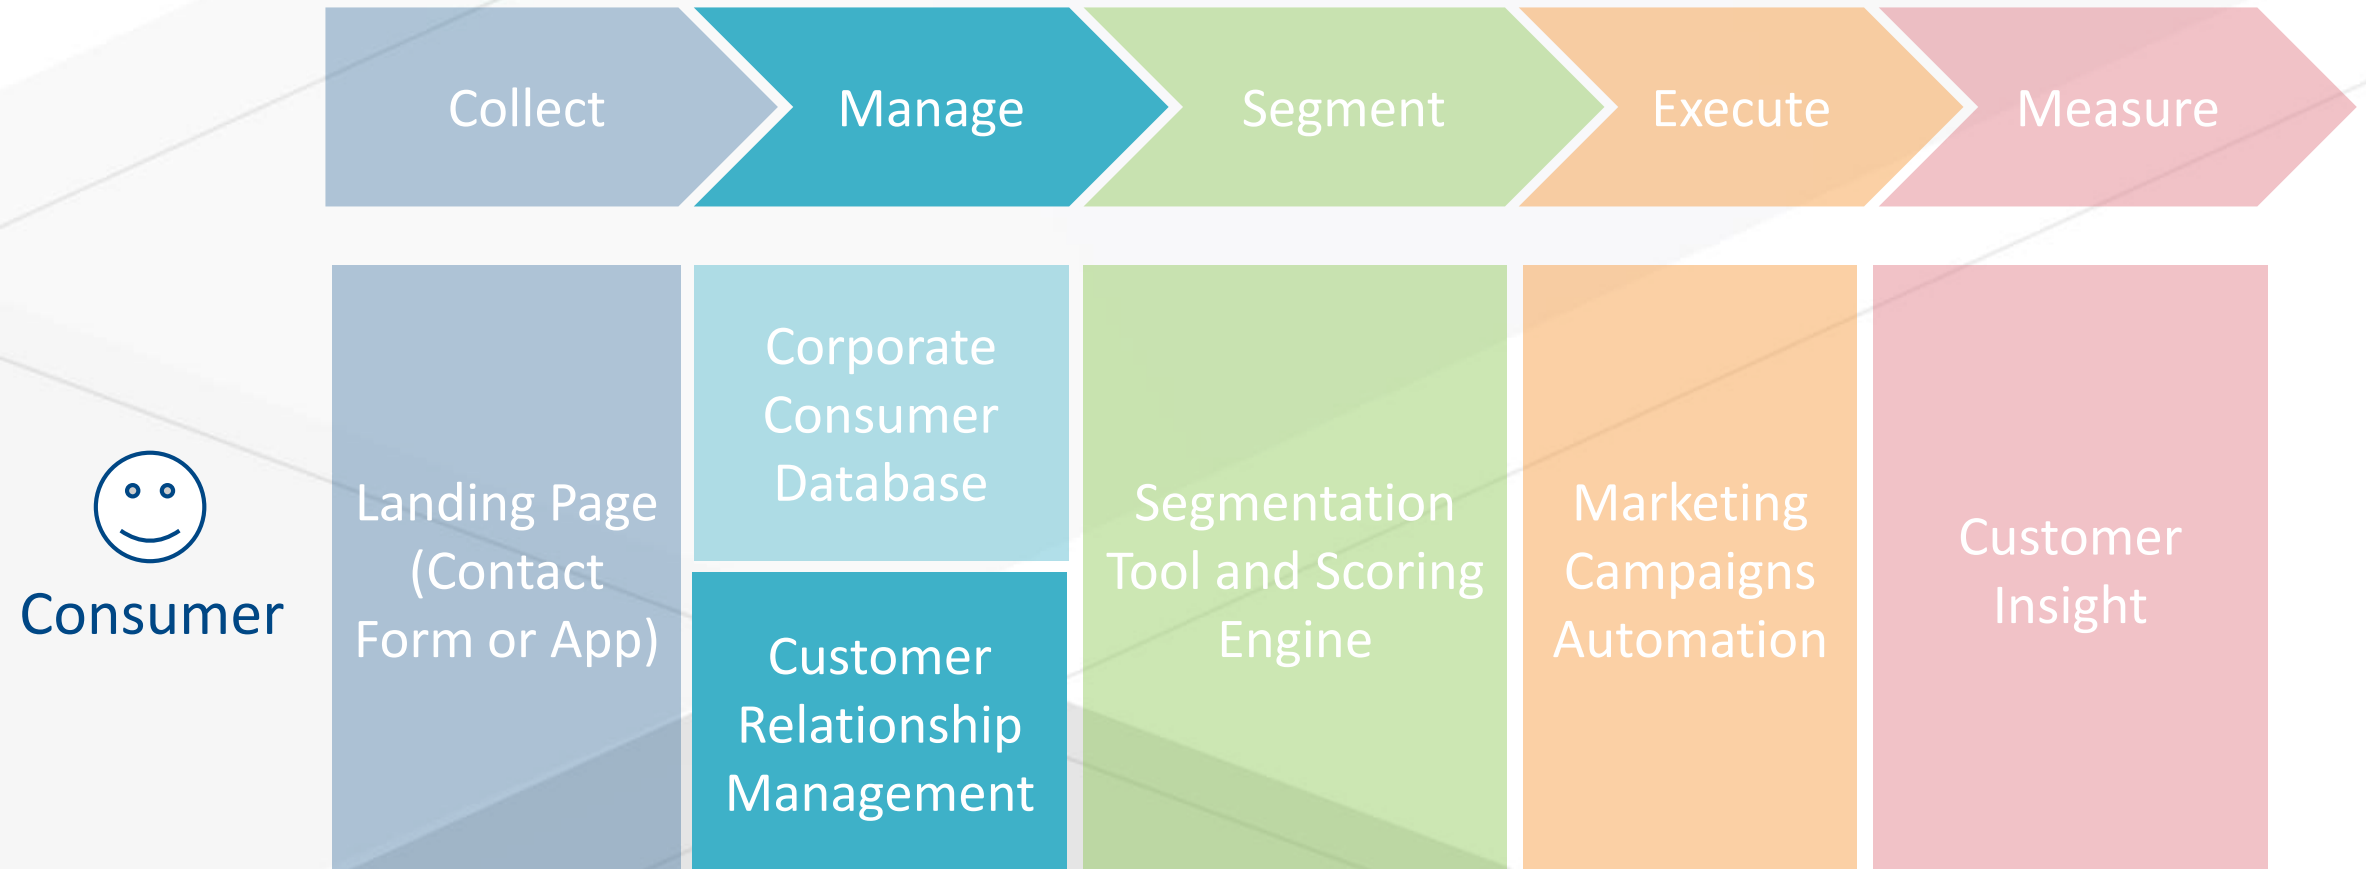 Collect
Manage
Segment
Execute
Measure
Consumer
Landing Page
(Contact
Form or App)
Corporate
Consumer
Database
Customer
Relationship
Management
Segmentation
Tool and Scoring
Engine
Marketing
Campaigns
Automation
Customer
Insight